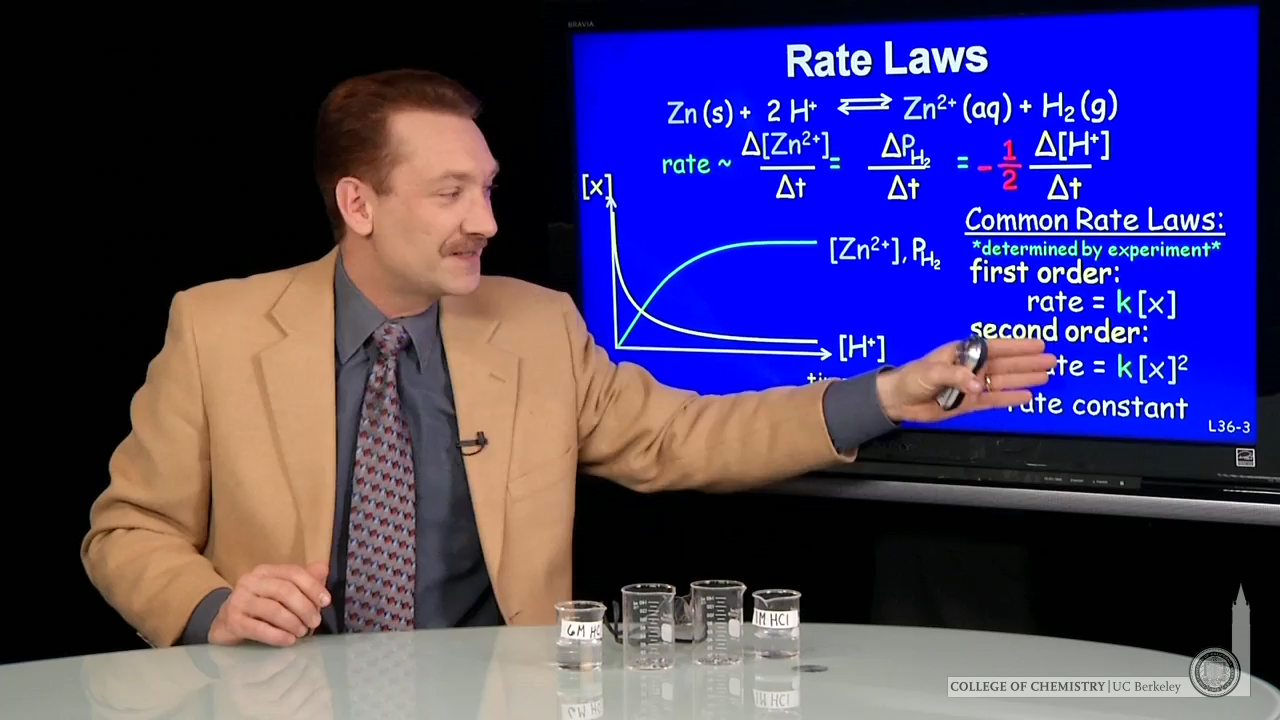 BRAVIA
Rate Laws
Zn(s) + 2 H⁺ ⇌ Zn²⁺(aq) + H₂(g)
rate ~ Δ[Zn²⁺]/Δt = ΔP_H₂/Δt = -1/2 Δ[H⁺]/Δt
[x]
Common Rate Laws:
*determined by experiment*
[Zn²⁺], P_H₂
first order:
rate = k[x]
second order:
[H⁺]
= k[x]²
rate constant
L36-3
6M HCl
1M HCl
COLLEGE OF CHEMISTRY | UC Berkeley